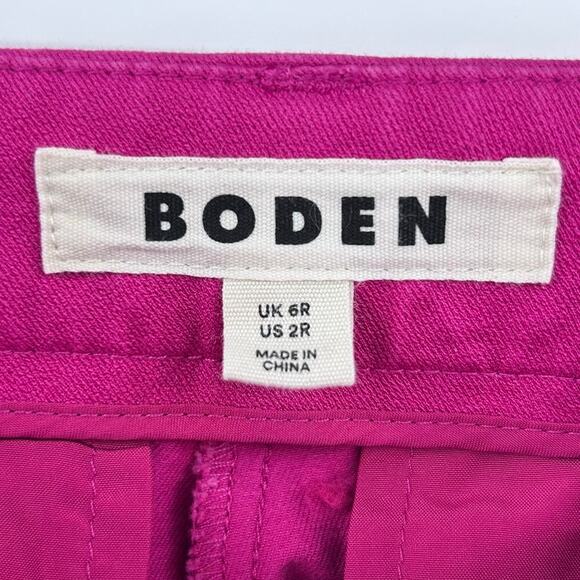 BODEN
UK 6R
US 2R
MADE IN
CHINA